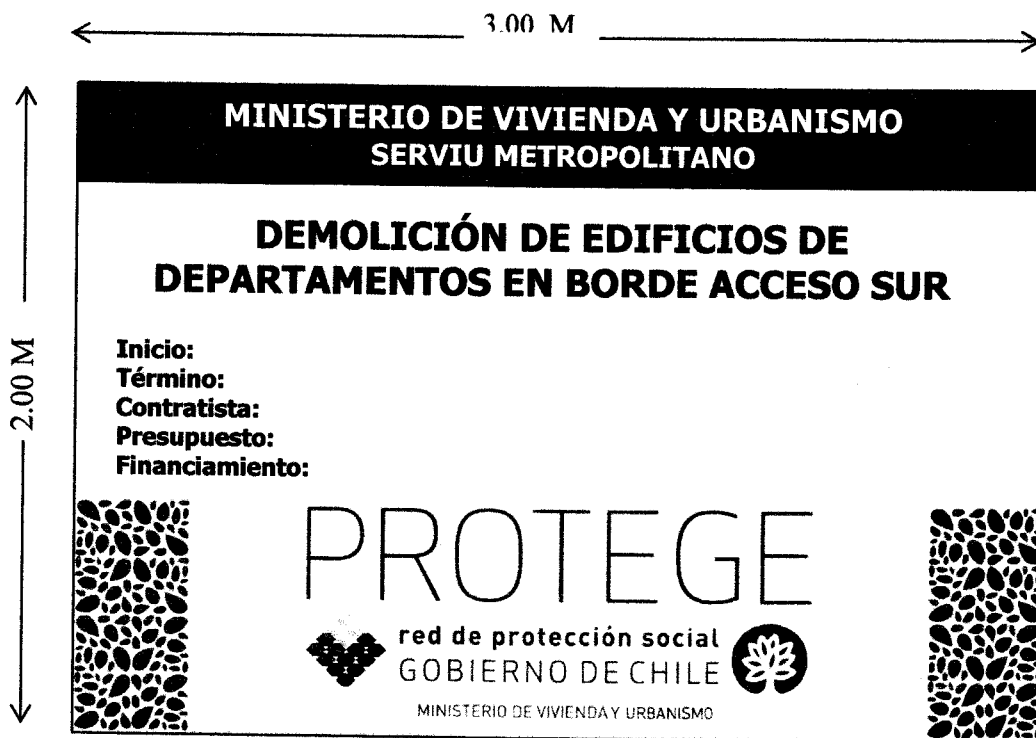 3.00 M
MINISTERIO DE VIVIENDA Y URBANISMO
SERVIU METROPOLITANO
DEMOLICIÓN DE EDIFICIOS DE
DEPARTAMENTOS EN BORDE ACCESO SUR
2.00 M
Inicio:
Término:
Contratista:
Presupuesto:
Financiamiento:
PROTEGE
red de protección social
GOBIERNO DE CHILE
MINISTERIO DE VIVIENDA Y URBANISMO